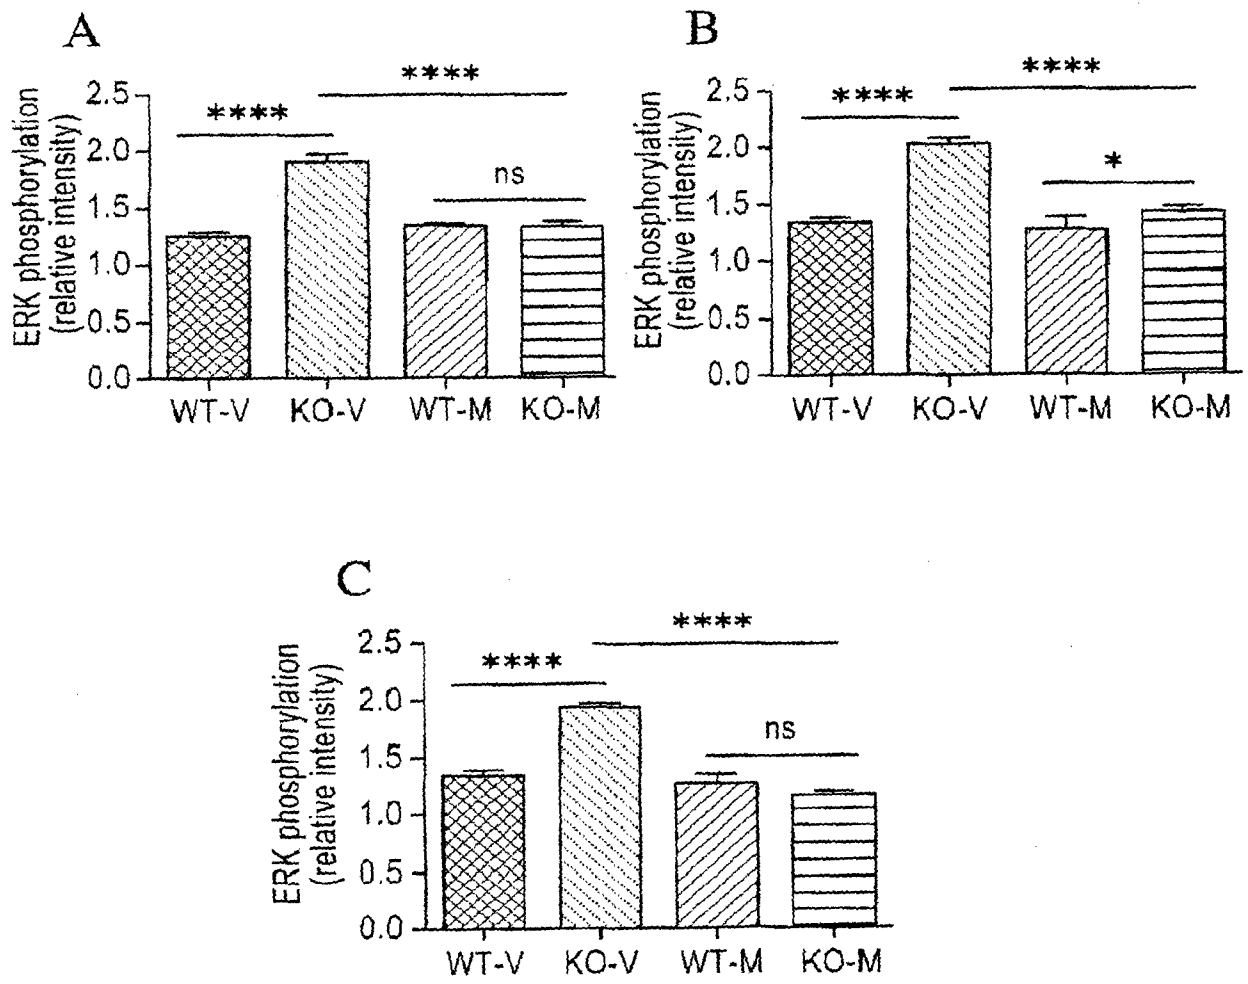 A
ERK phosphorylation
(relative intensity)
2.5
2.0
1.5
1.0
0.5
0.0
****
****
ns
WT-V KO-V WT-M KO-M
B
ERK phosphorylation
(relative intensity)
2.5
2.0
1.5
1.0
0.5
0.0
****
****
*
WT-V KO-V WT-M KO-M
C
ERK phosphorylation
(relative intensity)
2.5
2.0
1.5
1.0
0.5
0.0
****
****
ns
WT-V KO-V WT-M KO-M